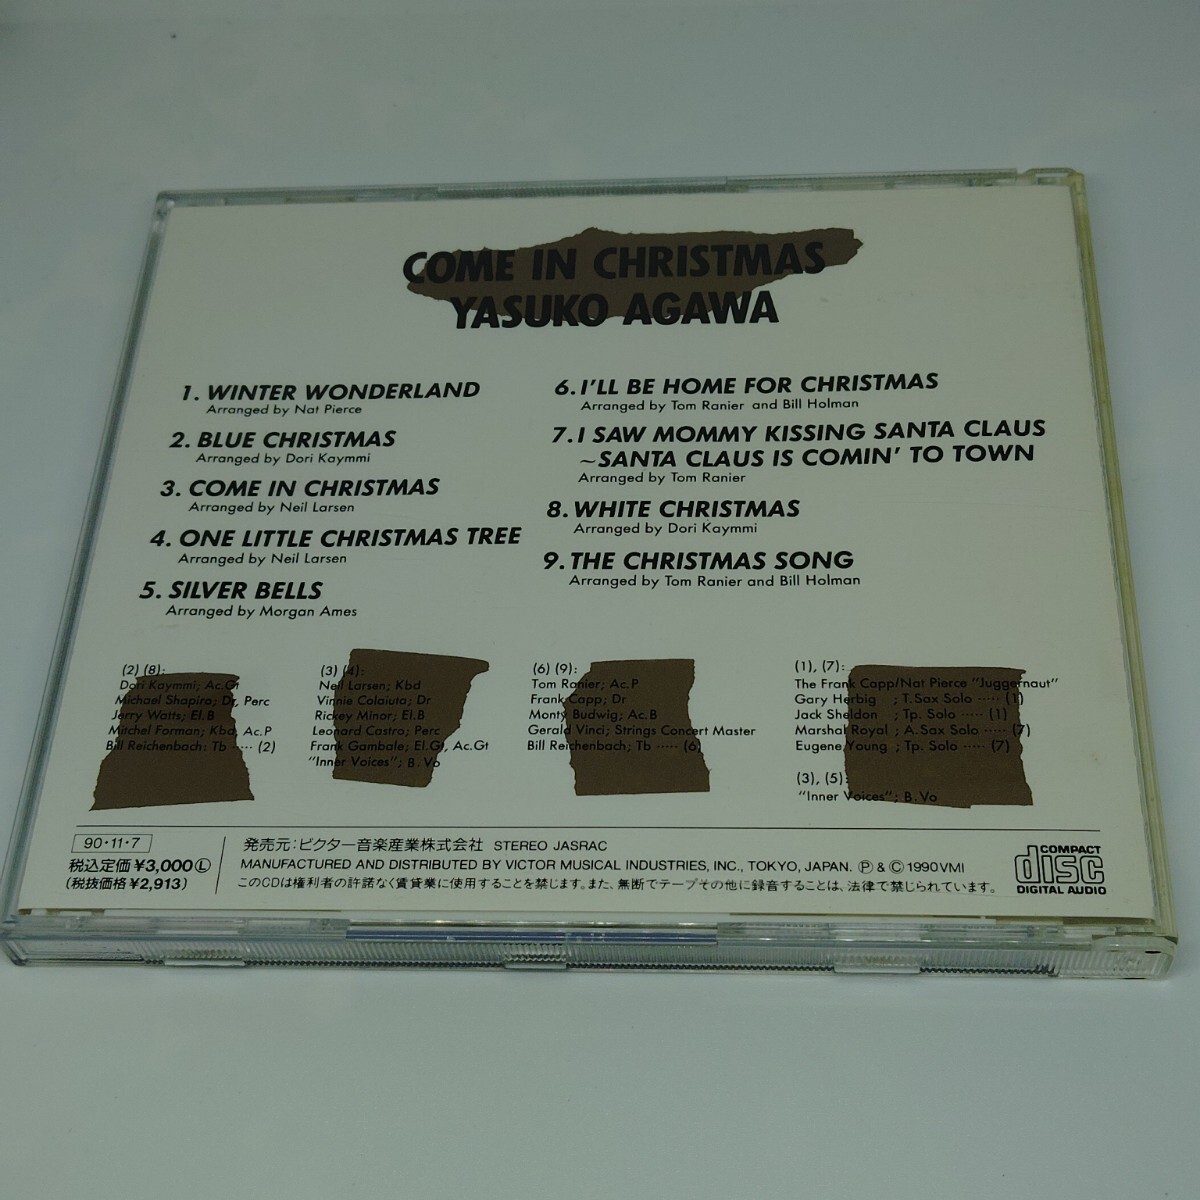 COME IN CHRISTMAS
YASUKO AGAWA
1. WINTER WONDERLAND
Arranged by Nat Pierce
2. BLUE CHRISTMAS
Arranged by Dori Kaymmi
3. COME IN CHRISTMAS
Arranged by Neil Larsen
4. ONE LITTLE CHRISTMAS TREE
Arranged by Neil Larsen
5. SILVER BELLS
Arranged by Morgan Ames
6. I'LL BE HOME FOR CHRISTMAS
Arranged by Tom Ranier and Bill Holman
7. I SAW MOMMY KISSING SANTA CLAUS
~SANTA CLAUS IS COMIN' TO TOWN
Arranged by Tom Ranier
8. WHITE CHRISTMAS
Arranged by Dori Kaymmi
9. THE CHRISTMAS SONG
Arranged by Tom Ranier and Bill Holman
(2) (8):
Dori Kaymmi; Ac.Gt
Michael Shapiro; Dr, Perc
Jerry Watts; El.B
Mitchel Forman; Kbd, Ac.P
Bill Reichenbach: Tb ····· (2)
(3) (4):
Neil Larsen; Kbd
Vinnie Colaiuta; Dr
Rickey Minor; El.B
Leonard Castro; Perc
Frank Gambale; El.Gt, Ac.Gt
"Inner Voices"; B.Vo
(6) (9):
Tom Ranier; Ac.P
Frank Capp; Dr
Monty Budwig; Ac.B
Gerald Vinci; Strings Concert Master
Bill Reichenbach; Tb ····· (6)
(1), (7):
The Frank Capp/Nat Pierce "Juggernaut"
Gary Herbig ; T.Sax Solo ····· (1)
Jack Sheldon ; Tp. Solo ····· (1)
Marshal Royal ; A.Sax Solo ····· (7)
Eugene Young ; Tp. Solo ····· (7)
(3), (5):
"Inner Voices"; B.Vo
90·11·7
税込定価¥3,000Ⓛ
(税抜価格¥2,913)
発売元:ビクター音楽産業株式会社 STEREO JASRAC
MANUFACTURED AND DISTRIBUTED BY VICTOR MUSICAL INDUSTRIES, INC., TOKYO, JAPAN. Ⓟ & Ⓒ 1990 VMI
このCDは権利者の許諾なく賃貸業に使用することを禁じます。また、無断でテープその他に録音することは、法律で禁じられています。
COMPACT
disc
DIGITAL AUDIO